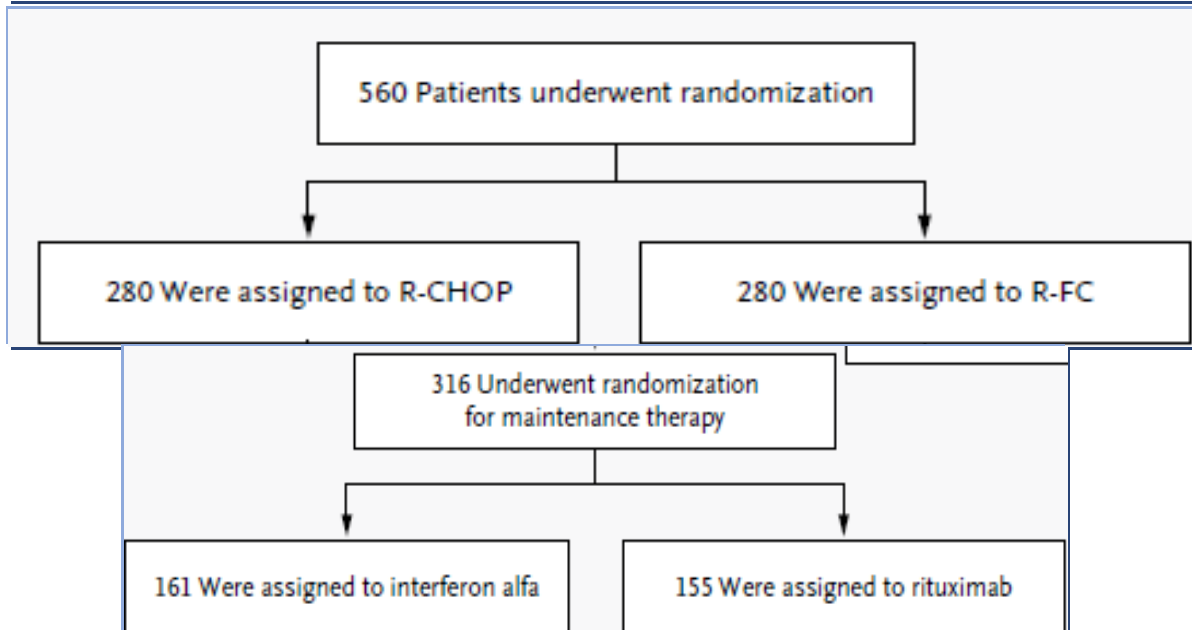 560 Patients underwent randomization
280 Were assigned to R-CHOP
280 Were assigned to R-FC
316 Underwent randomization
for maintenance therapy
161 Were assigned to interferon alfa
155 Were assigned to rituximab